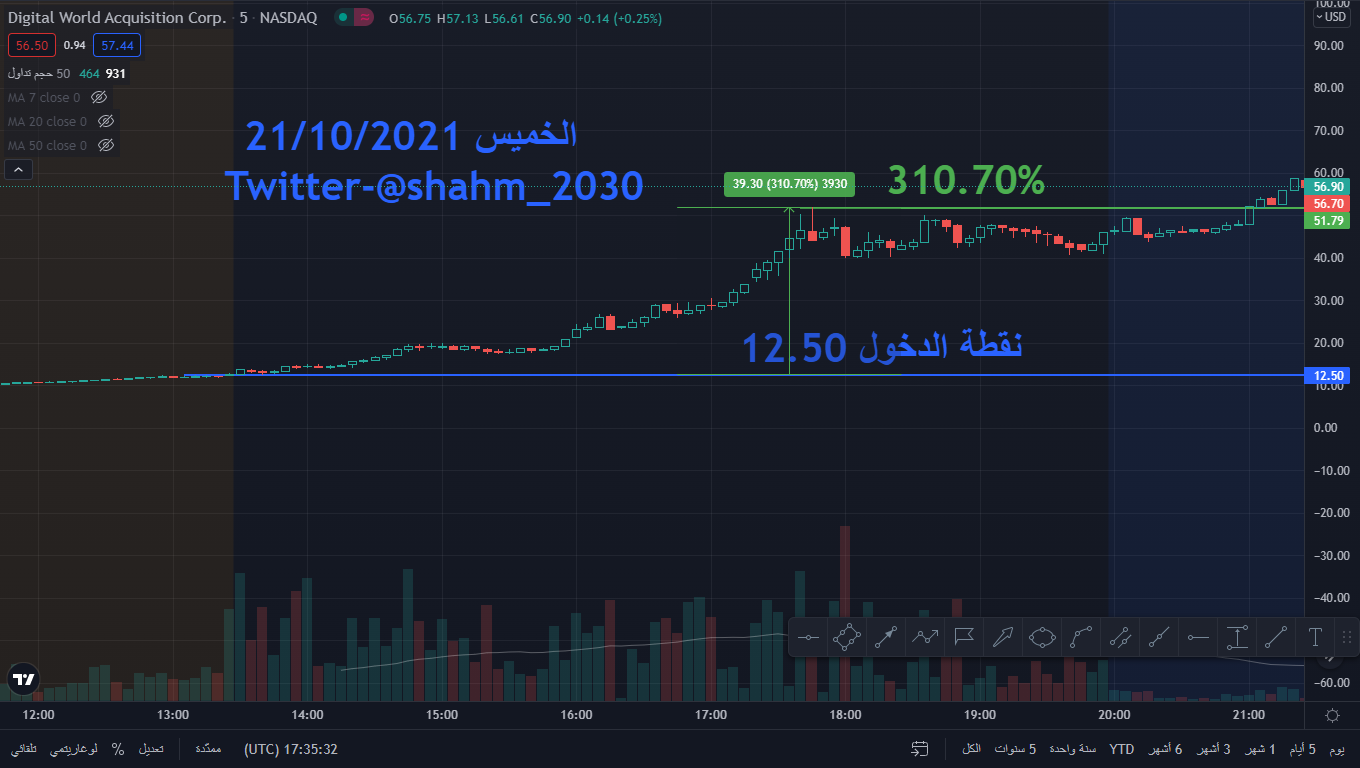 Digital World Acquisition Corp. · 5 · NASDAQ O56.75 H57.13 L56.61 C56.90 +0.14 (+0.25%)
56.50 0.94 57.44
حجم تداول 50 464 931
MA 7 close 0
MA 20 close 0
MA 50 close 0
الخميس 21/10/2021
Twitter-@shahm_2030
39.30 (310.70%) 3930
310.70%
نقطة الدخول 12.50
100.00
USD
90.00
80.00
70.00
60.00
56.90
56.70
51.79
40.00
30.00
20.00
12.50
10.00
0.00
−10.00
−20.00
−30.00
−40.00
−60.00
12:00 13:00 14:00 15:00 16:00 17:00 18:00 19:00 20:00 21:00
يوم 5 أيام 1 شهر 3 أشهر 6 أشهر YTD سنة واحدة 5 سنوات الكل
17:35:32 (UTC) ممتدة تعديل % لوغاريتمي تلقائي